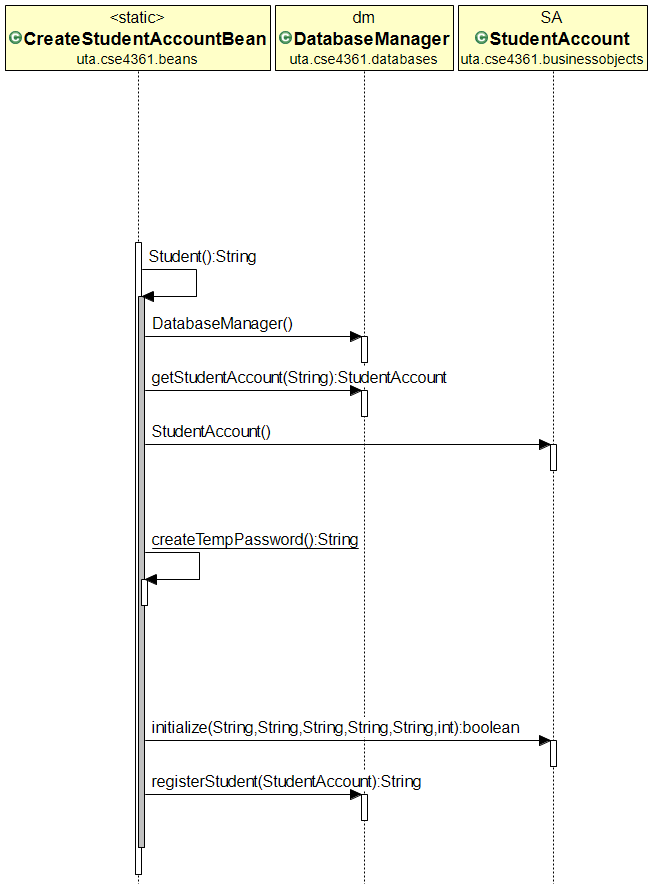 <static>
CreateStudentAccountBean
uta.cse4361.beans
dm
DatabaseManager
uta.cse4361.databases
SA
StudentAccount
uta.cse4361.businessobjects
Student():String
DatabaseManager()
getStudentAccount(String):StudentAccount
StudentAccount()
createTempPassword():String
initialize(String,String,String,String,String,int):boolean
registerStudent(StudentAccount):String